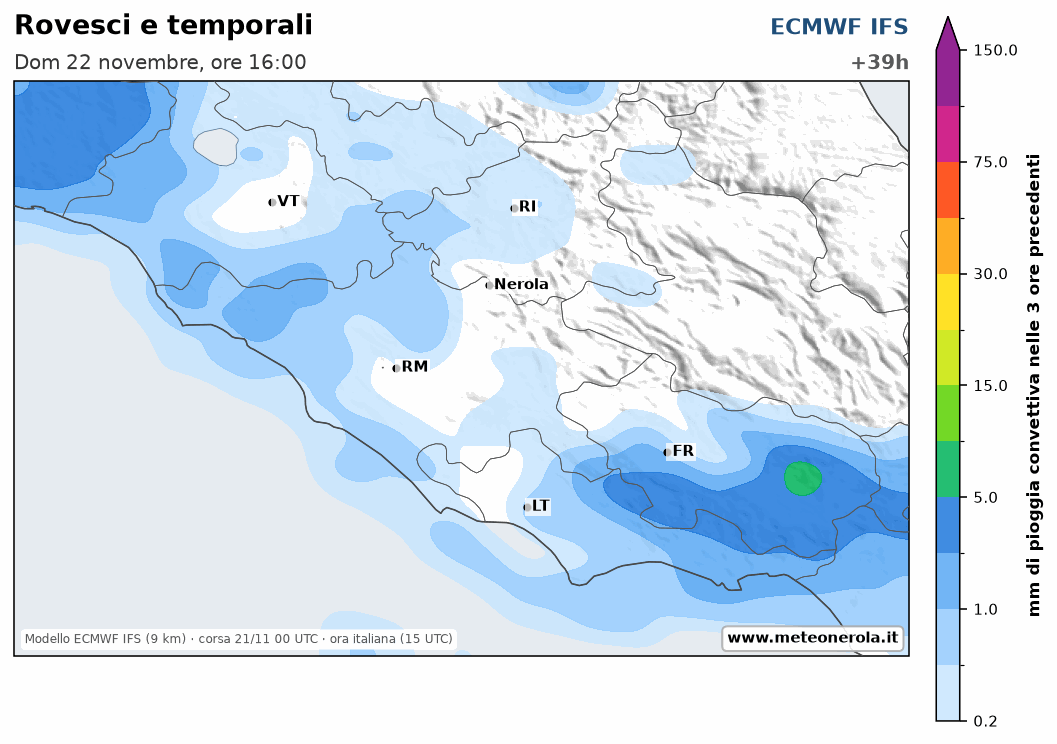 Rovesci e temporali
ECMWF IFS
Dom 22 novembre, ore 16:00
+39h
150.0
75.0
30.0
15.0
5.0
1.0
0.2
mm di pioggia convettiva nelle 3 ore precedenti
VT
RI
Nerola
RM
FR
LT
Modello ECMWF IFS (9 km) · corsa 21/11 00 UTC · ora italiana (15 UTC)
www.meteonerola.it